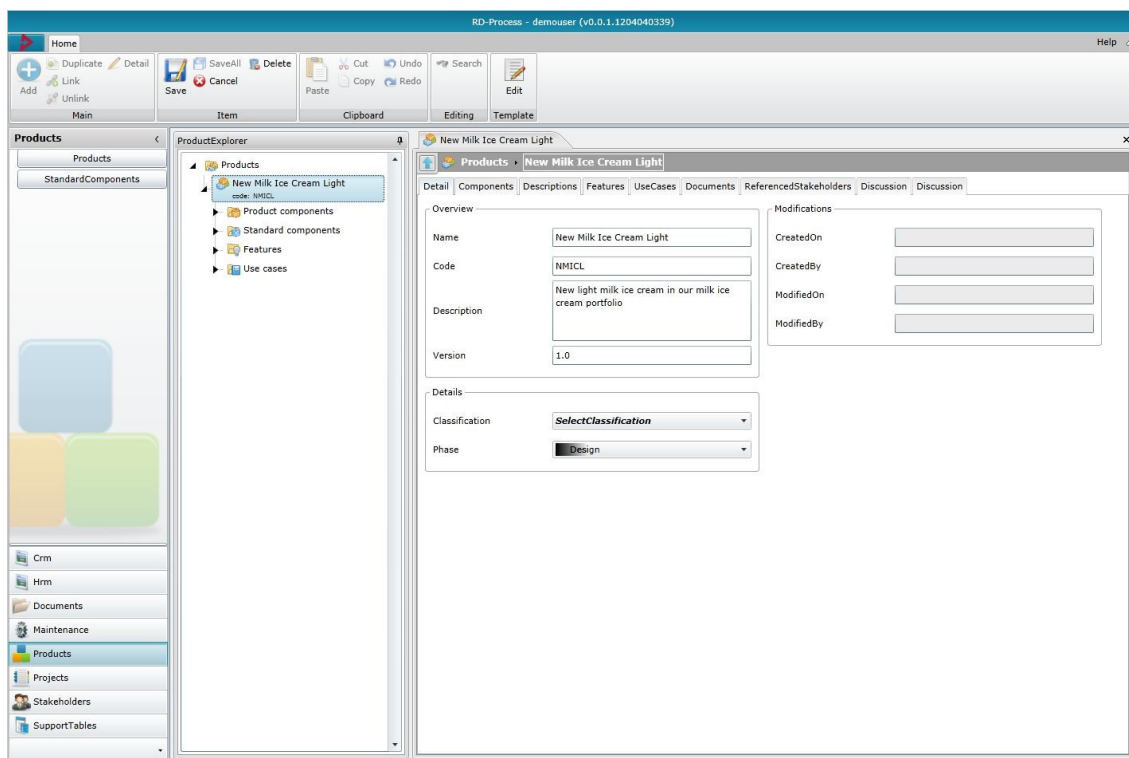 RD-Process - demouser (v0.0.1.1204040339)
Home
Help
Add
Duplicate
Detail
Link
Unlink
Main
Save
SaveAll
Delete
Cancel
Item
Paste
Cut
Undo
Copy
Redo
Clipboard
Search
Editing
Edit
Template
Products
Products
StandardComponents
Crm
Hrm
Documents
Maintenance
Products
Projects
Stakeholders
SupportTables
ProductExplorer
Products
New Milk Ice Cream Light
code: NMICL
Product components
Standard components
Features
Use cases
New Milk Ice Cream Light
Products New Milk Ice Cream Light
Detail Components Descriptions Features UseCases Documents ReferencedStakeholders Discussion Discussion
Overview
Name New Milk Ice Cream Light
Code NMICL
Description New light milk ice cream in our milk ice
cream portfolio
Version 1.0
Details
Classification SelectClassification
Phase Design
Modifications
CreatedOn
CreatedBy
ModifiedOn
ModifiedBy